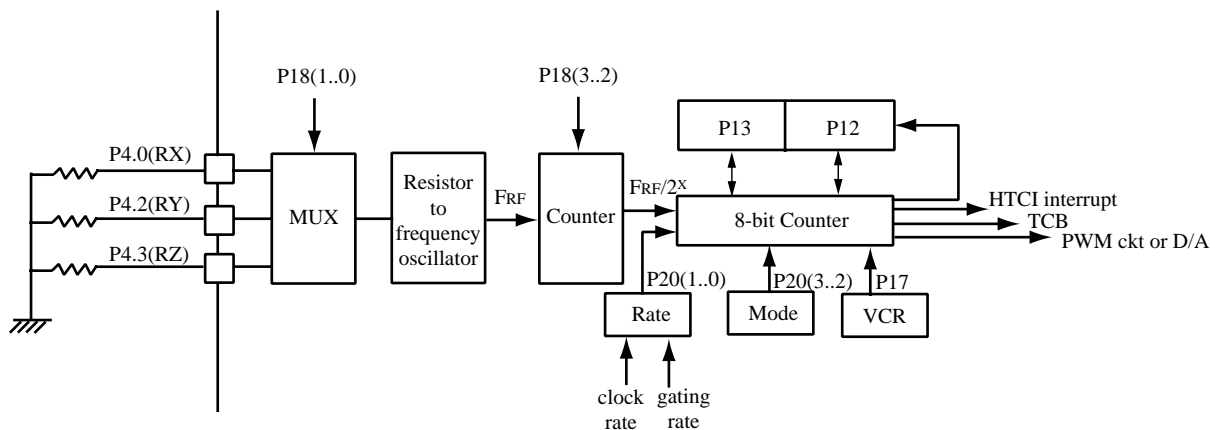 P18(1..0)
P18(3..2)
P13
P12
P4.0(RX)
P4.2(RY)
P4.3(RZ)
MUX
Resistor
to
frequency
oscillator
FRF
Counter
FRF/2X
8-bit Counter
HTCI interrupt
TCB
PWM ckt or D/A
P20(1..0)
P20(3..2)
P17
Rate
Mode
VCR
clock
rate
gating
rate